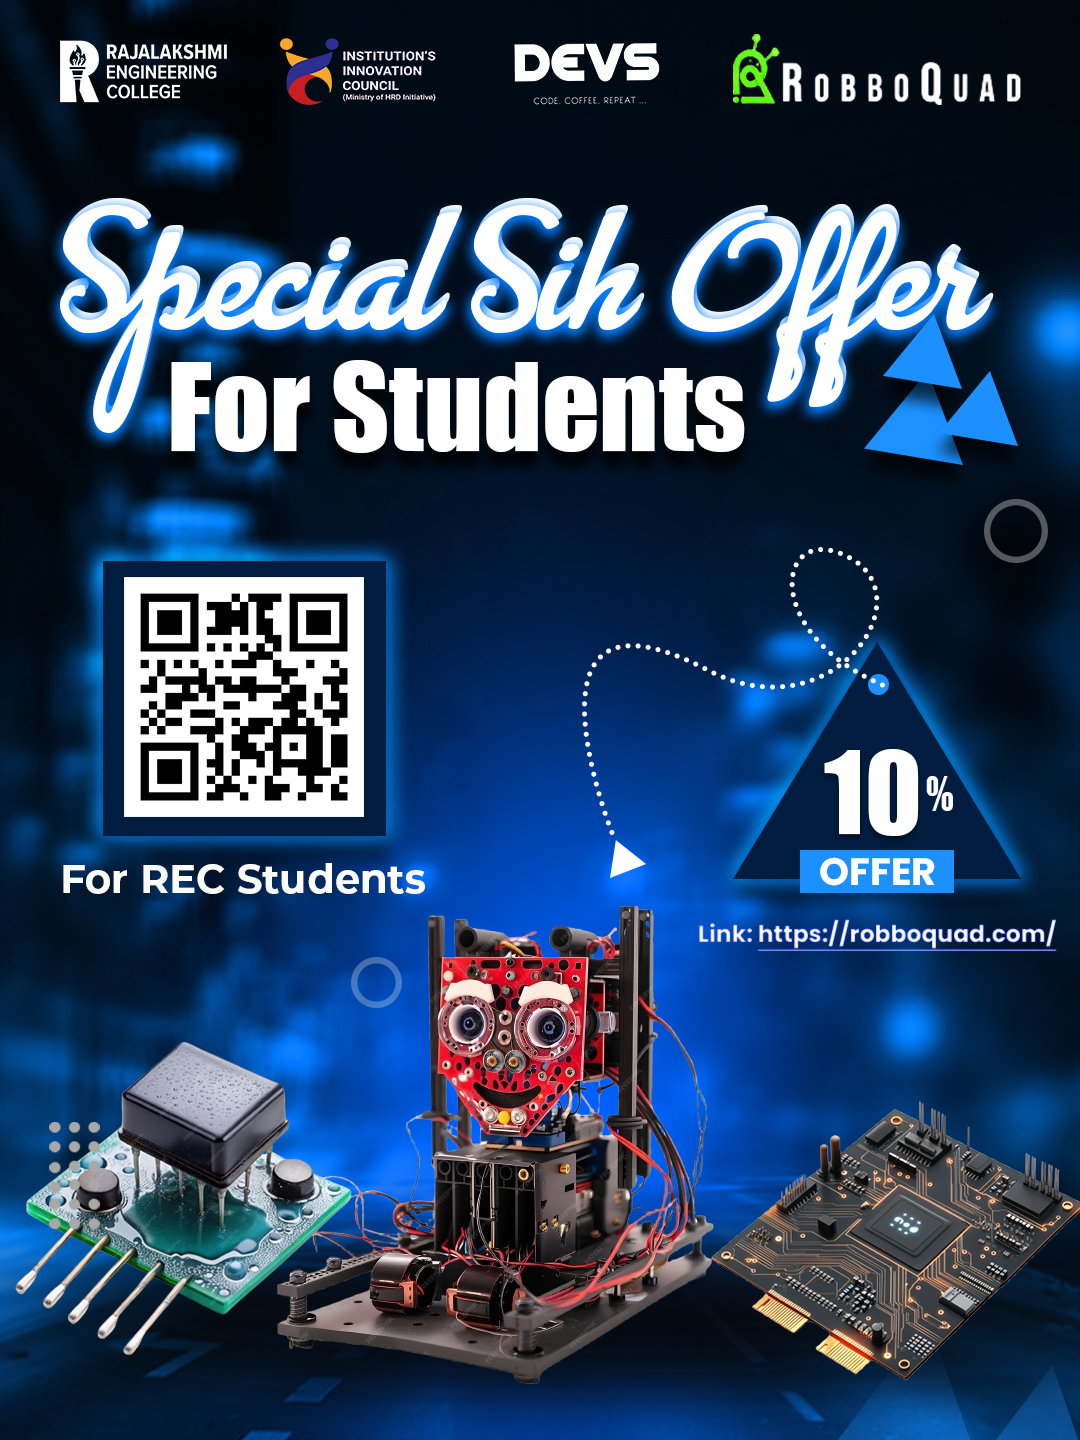 RAJALAKSHMI
ENGINEERING
COLLEGE
INSTITUTION'S
INNOVATION
COUNCIL
(Ministry of HRD Initiative)
DEVS
CODE. COFFEE. REPEAT ...
ROBBOQUAD
Special Sih Offer
For Students
10%
OFFER
For REC Students
Link: https://robboquad.com/